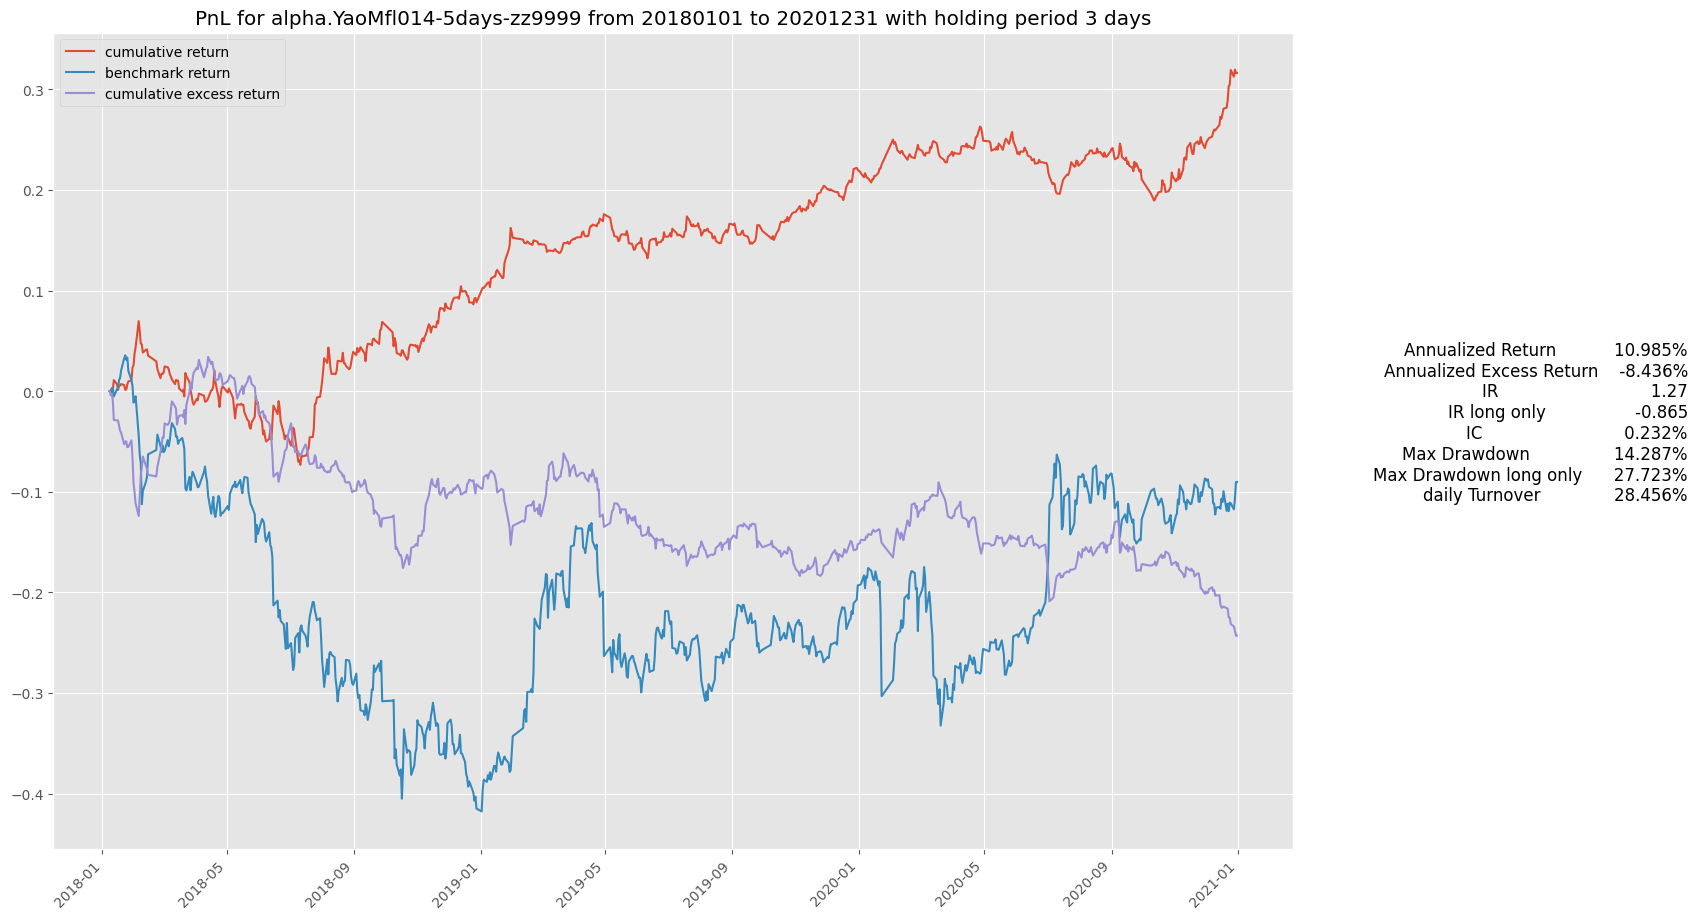 PnL for alpha.YaoMfl014-5days-zz9999 from 20180101 to 20201231 with holding period 3 days
cumulative return
benchmark return
cumulative excess return
0.3
0.2
0.1
0.0
−0.1
−0.2
−0.3
−0.4
2018-01
2018-05
2018-09
2019-01
2019-05
2019-09
2020-01
2020-05
2020-09
2021-01
Annualized Return 10.985%
Annualized Excess Return -8.436%
IR 1.27
IR long only -0.865
IC 0.232%
Max Drawdown 14.287%
Max Drawdown long only 27.723%
daily Turnover 28.456%